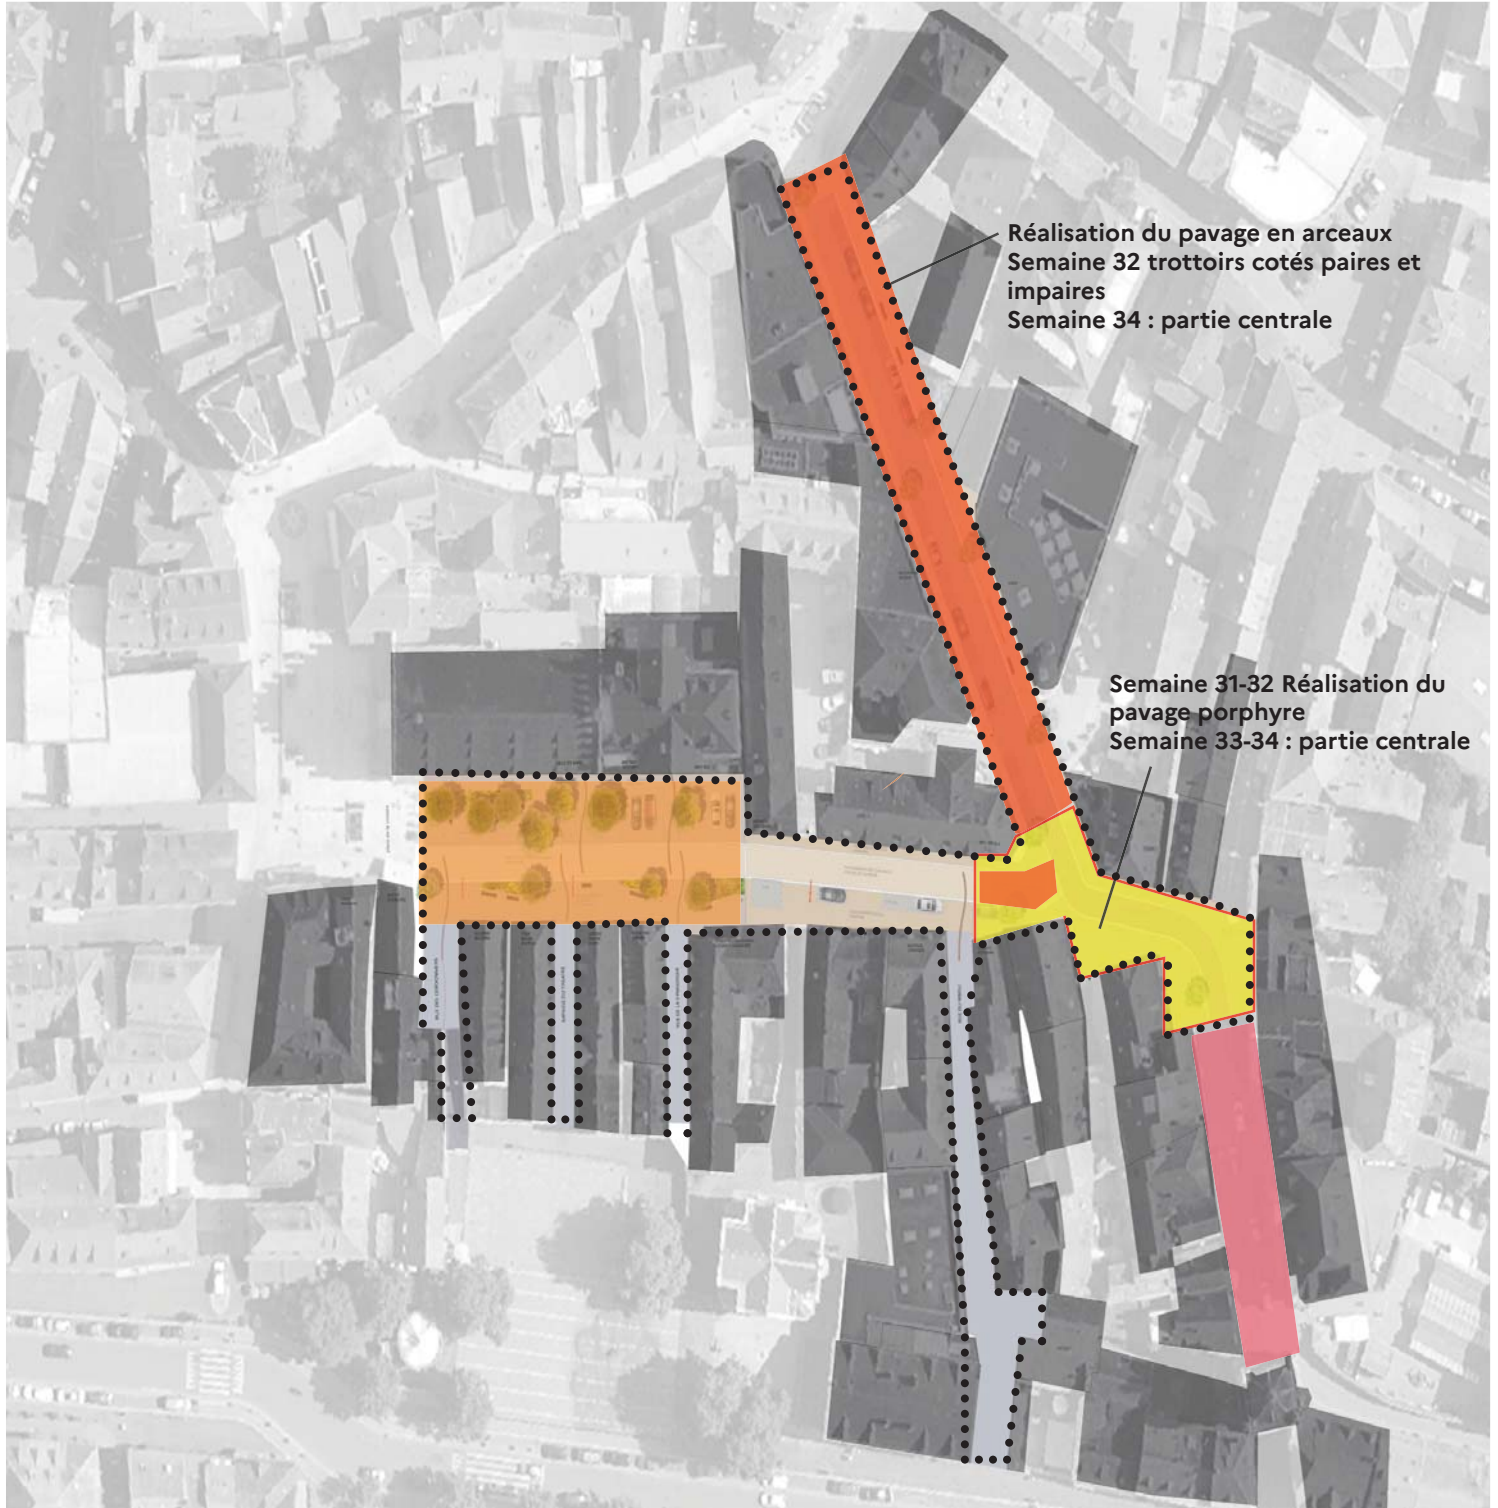 Réalisation du pavage en arceaux
Semaine 32 trottoirs cotés paires et
impaires
Semaine 34 : partie centrale
Semaine 31-32 Réalisation du
pavage porphyre
Semaine 33-34 : partie centrale